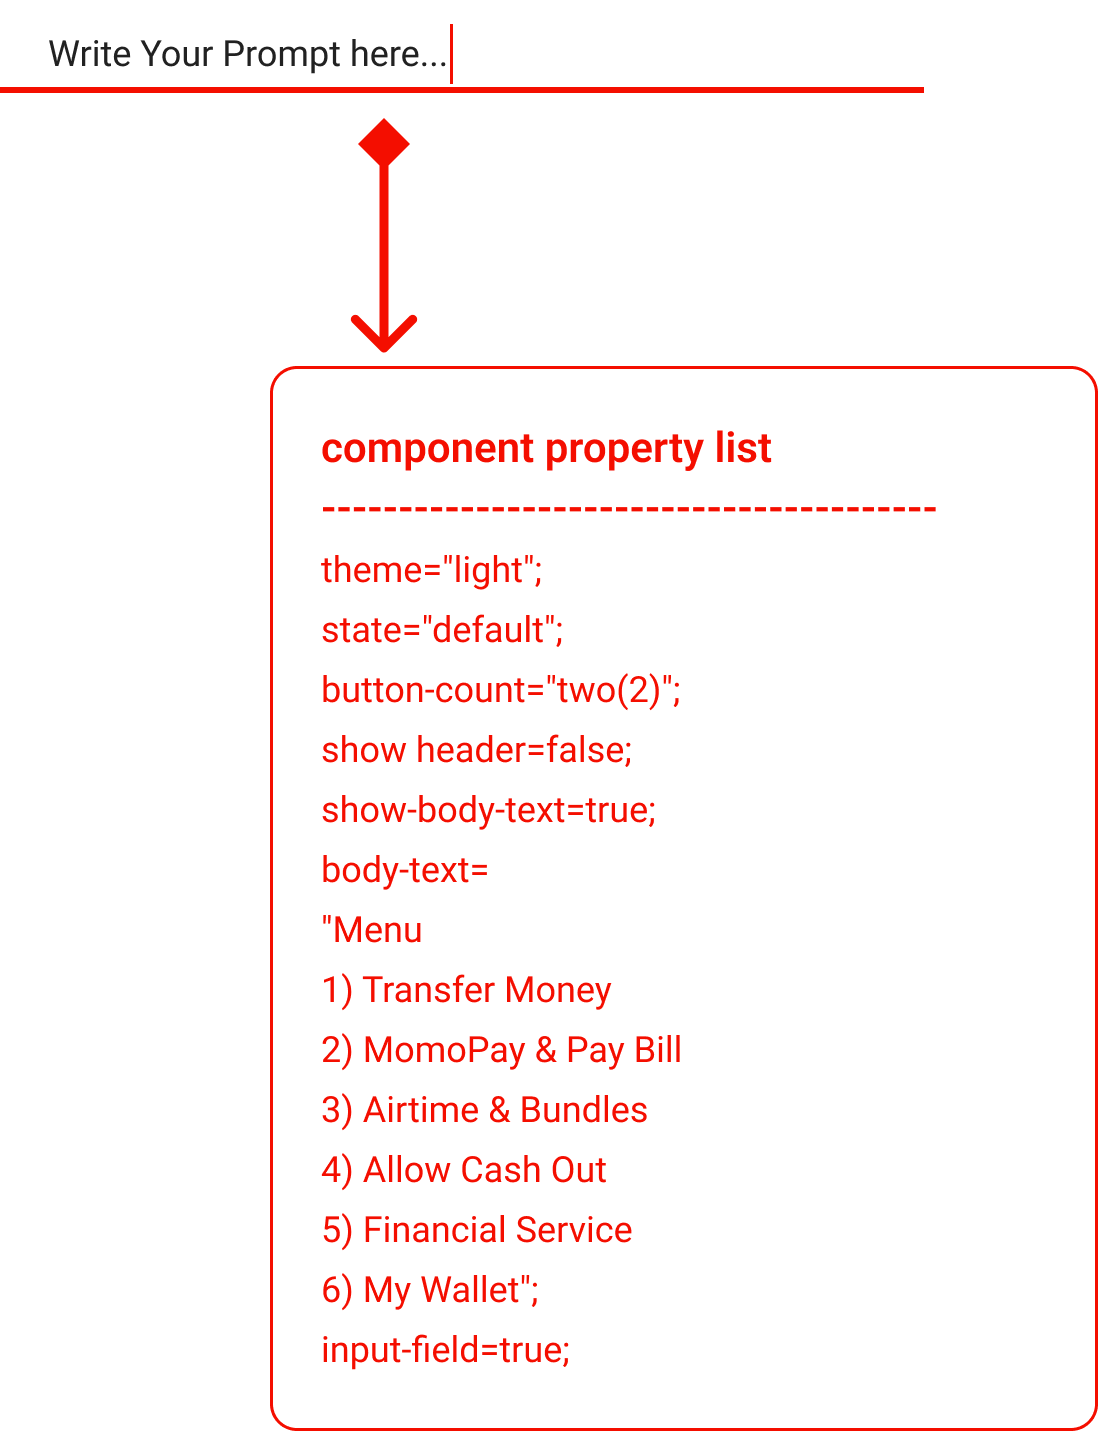 Write Your Prompt here...
component property list
----------------------------------------
theme="light";
state="default";
button-count="two(2)";
show header=false;
show-body-text=true;
body-text=
"Menu
1) Transfer Money
2) MomoPay & Pay Bill
3) Airtime & Bundles
4) Allow Cash Out
5) Financial Service
6) My Wallet";
input-field=true;